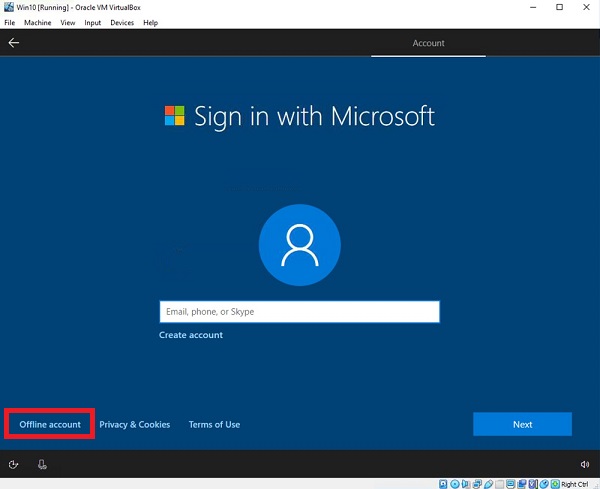 Win10 [Running] - Oracle VM VirtualBox
File Machine View Input Devices Help
Account
Sign in with Microsoft
Email, phone, or Skype
Create account
Offline account Privacy & Cookies Terms of Use Next
Right Ctrl